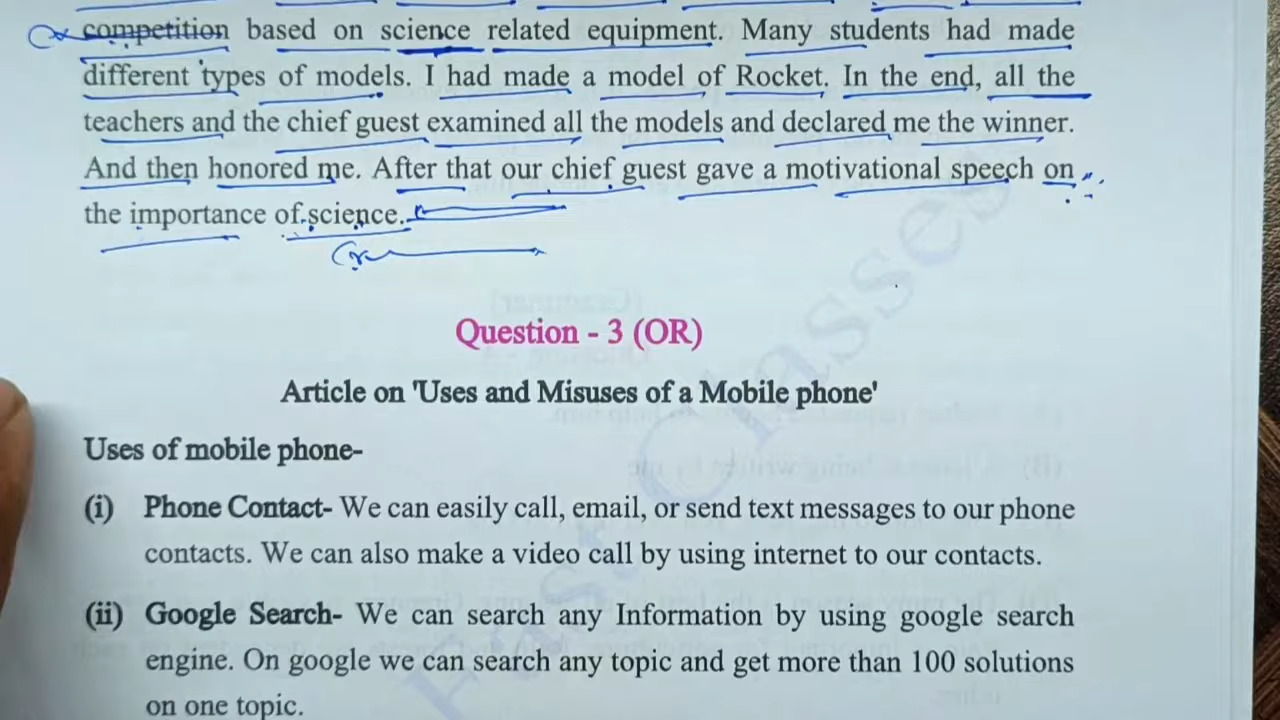 competition based on science related equipment. Many students had made
different types of models. I had made a model of Rocket. In the end, all the
teachers and the chief guest examined all the models and declared me the winner.
And then honored me. After that our chief guest gave a motivational speech on
the importance of science.
Question - 3 (OR)
Article on 'Uses and Misuses of a Mobile phone'
Uses of mobile phone-
(i) Phone Contact- We can easily call, email, or send text messages to our phone
contacts. We can also make a video call by using internet to our contacts.
(ii) Google Search- We can search any Information by using google search
engine. On google we can search any topic and get more than 100 solutions
on one topic.